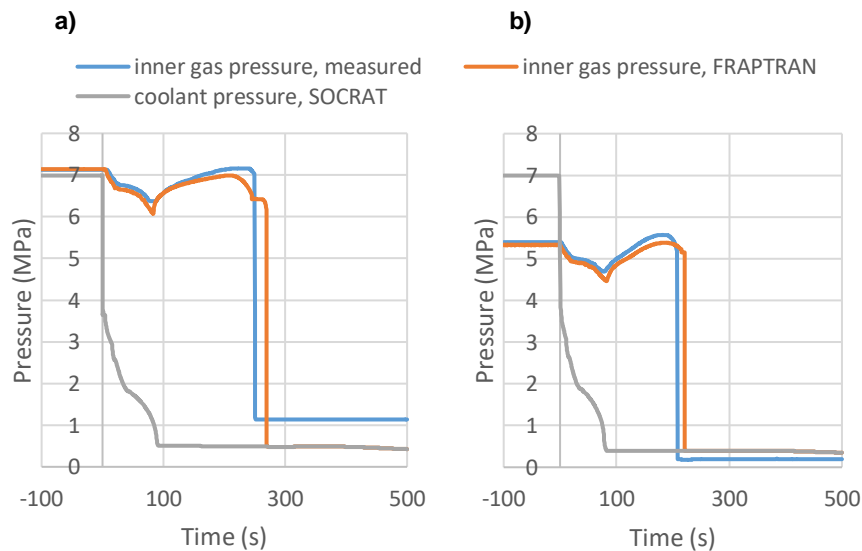 a)
b)
inner gas pressure, measured
inner gas pressure, FRAPTRAN
coolant pressure, SOCRAT
8
7
6
5
4
3
2
1
0
Pressure (MPa)
-100
100
300
500
Time (s)
8
7
6
5
4
3
2
1
0
Pressure (MPa)
-100
100
300
500
Time (s)